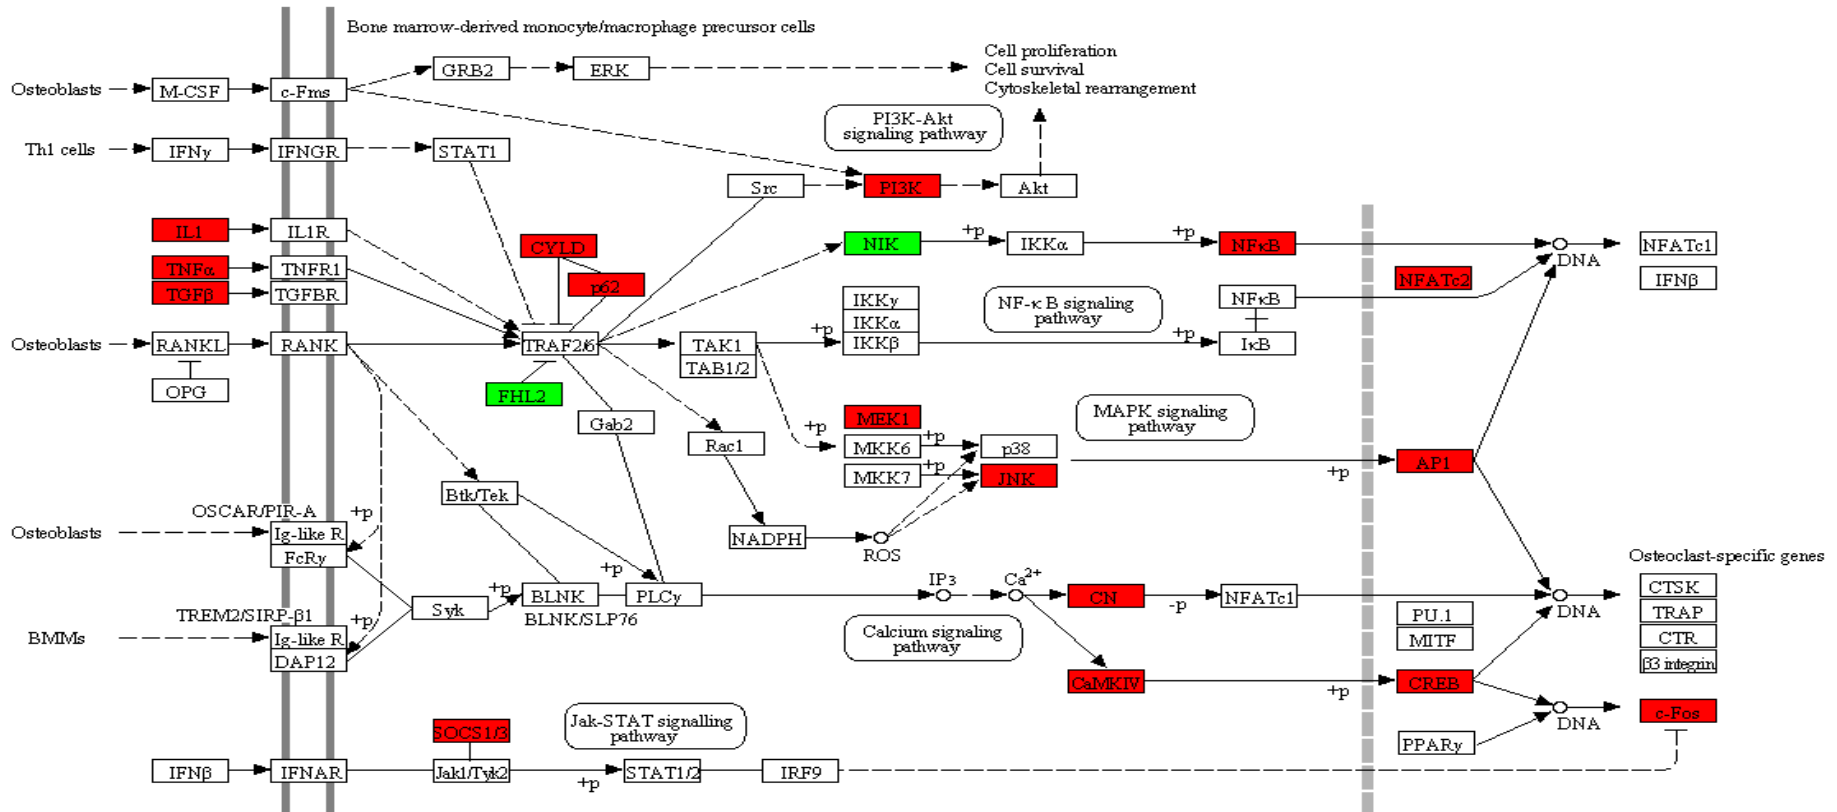 Bone marrow-derived monocyte/macrophage precursor cells
Cell proliferation
Cell survival
Cytoskeletal rearrangement
Osteoblasts
M-CSF
c-Fms
GRB2
ERK
PI3K-Akt
signaling pathway
Th1 cells
IFNγ
IFNGR
STAT1
Src
PI3K
Akt
IL1
IL1R
CYLD
NIK
+p
IKKα
+p
NFκB
DNA
NFATc1
TNFα
TNFR1
p62
NFATc2
IFNβ
TGFβ
TGFBR
IKKγ
IKKα
IKKβ
NF-κ B signaling
pathway
NFκB
Osteoblasts
RANKL
RANK
TRAF2/6
TAK1
TAB1/2
+p
+p
IκB
OPG
FHL2
Gab2
Rac1
+p
MEK1
MKK6
+p
p38
MKK7
+p
JNK
MAPK signaling
pathway
+p
AP1
Btk/Tek
OSCAR/PIR-A
+p
Osteoblasts
Ig-like R
FcRγ
NADPH
ROS
Osteoclast-specific genes
TREM2/SIRP-β1
+p
BMMs
Ig-like R
DAP12
Syk
+p
BLNK
BLNK/SLP76
+p
PLCγ
IP3
Ca2+
CN
-p
NFATc1
DNA
CTSK
TRAP
CTR
β3 integrin
PU.1
MITF
Calcium signaling
pathway
CaMKIV
+p
CREB
DNA
c-Fos
PPARγ
SOCS1/3
Jak-STAT signalling
pathway
IFNβ
IFNAR
Jak1/Tyk2
+p
STAT1/2
IRF9